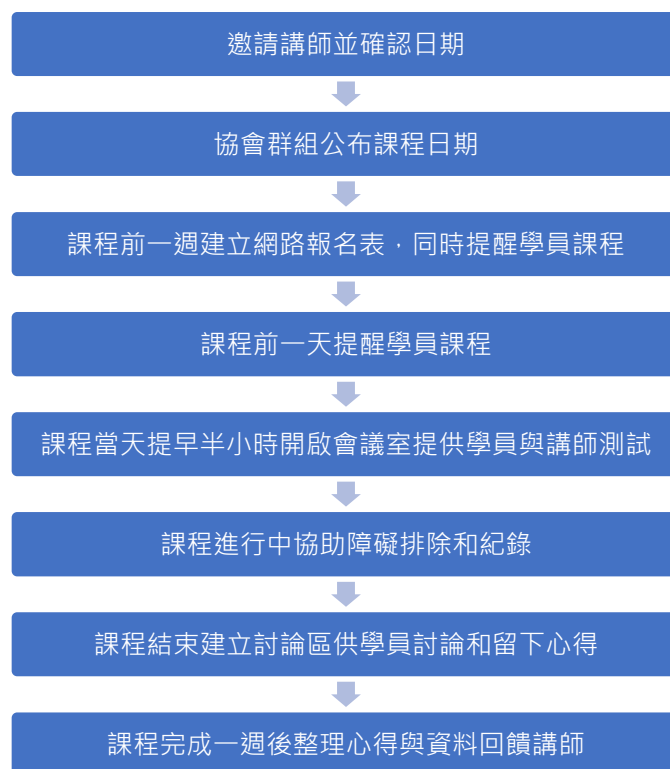 邀請講師並確認日期
協會群組公布課程日期
課程前一週建立網路報名表，同時提醒學員課程
課程前一天提醒學員課程
課程當天提早半小時開啟會議室提供學員與講師測試
課程進行中協助障礙排除和紀錄
課程結束建立討論區供學員討論和留下心得
課程完成一週後整理心得與資料回饋講師